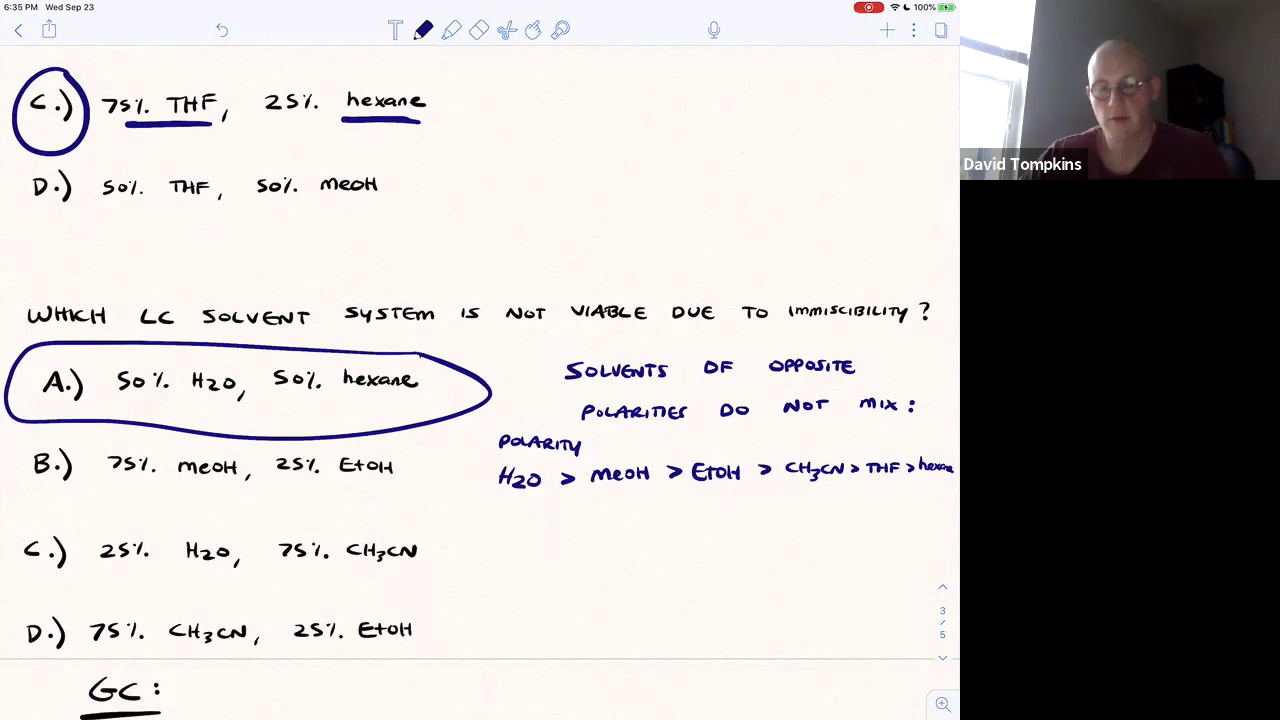 6:35 PM Wed Sep 23
100%
C.) 75% THF, 25% hexane
David Tompkins
D.) 50% THF, 50% MeOH
WHICH LC SOLVENT SYSTEM IS NOT VIABLE DUE TO IMMISCIBILITY?
A.) 50% H2O, 50% hexane
SOLVENTS OF OPPOSITE
POLARITIES DO NOT MIX:
POLARITY
H2O > MeOH > EtOH > CH3CN > THF > hexane
B.) 75% MeOH, 25% EtOH
C.) 25% H2O, 75% CH3CN
D.) 75% CH3CN, 25% EtOH
3
/
5
GC: